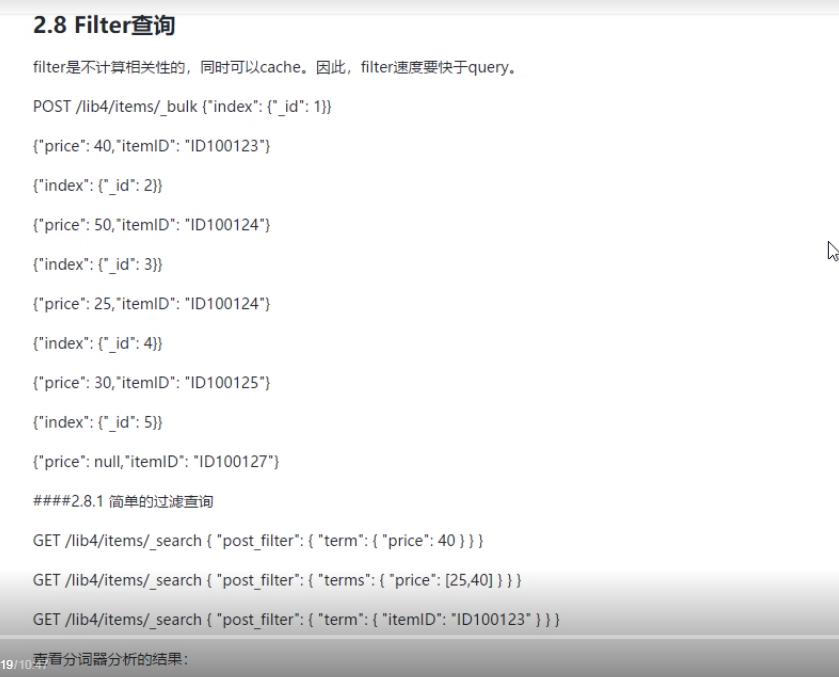 2.8 Filter查询
filter是不计算相关性的，同时可以cache。因此，filter速度要快于query。
POST /lib4/items/_bulk {"index": {"_id": 1}}
{"price": 40,"itemID": "ID100123"}
{"index": {"_id": 2}}
{"price": 50,"itemID": "ID100124"}
{"index": {"_id": 3}}
{"price": 25,"itemID": "ID100124"}
{"index": {"_id": 4}}
{"price": 30,"itemID": "ID100125"}
{"index": {"_id": 5}}
{"price": null,"itemID": "ID100127"}
####2.8.1 简单的过滤查询
GET /lib4/items/_search { "post_filter": { "term": { "price": 40 } } }
GET /lib4/items/_search { "post_filter": { "terms": { "price": [25,40] } } }
GET /lib4/items/_search { "post_filter": { "term": { "itemID": "ID100123" } } }
查看分词器分析的结果：